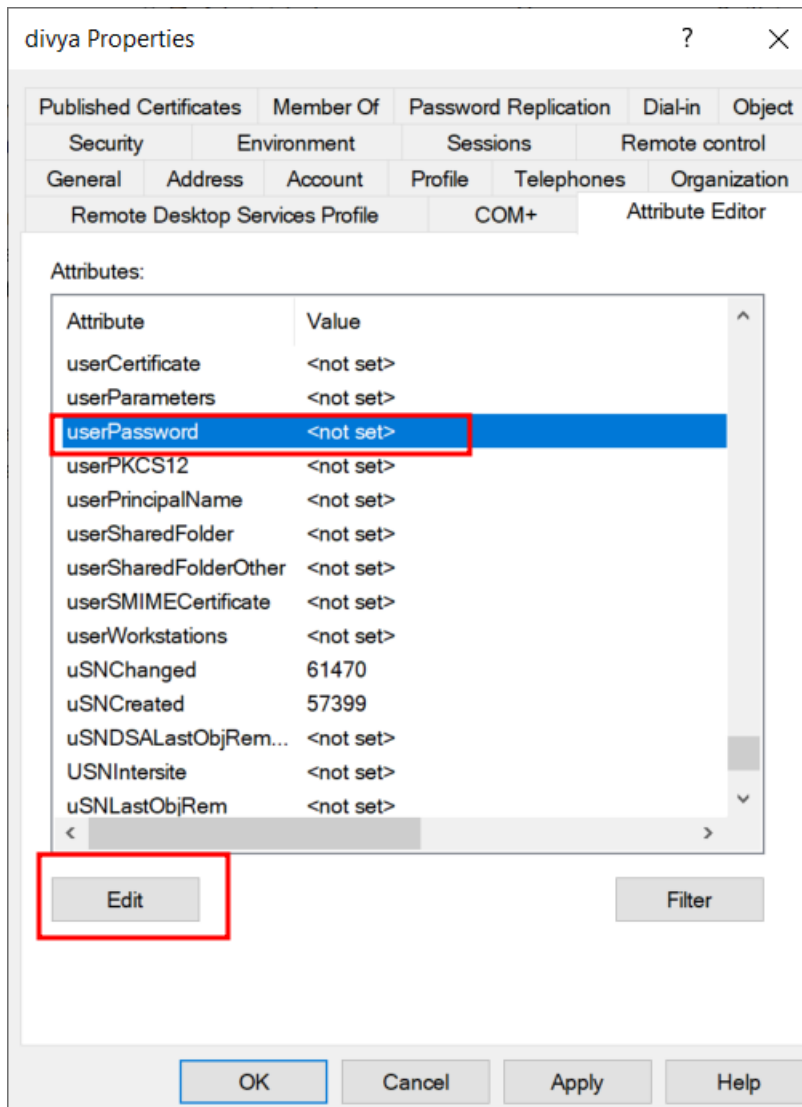 divya Properties ?
Published Certificates Member Of Password Replication Dial-in Object
Security Environment Sessions Remote control
General Address Account Profile Telephones Organization
Remote Desktop Services Profile COM+ Attribute Editor
Attributes:
Attribute Value
userCertificate <not set>
userParameters <not set>
userPassword <not set>
userPKCS12 <not set>
userPrincipalName <not set>
userSharedFolder <not set>
userSharedFolderOther <not set>
userSMIMECertificate <not set>
userWorkstations <not set>
uSNChanged 61470
uSNCreated 57399
uSNDSALastObjRem... <not set>
USNIntersite <not set>
uSNLastObjRem <not set>
Edit Filter
OK Cancel Apply Help